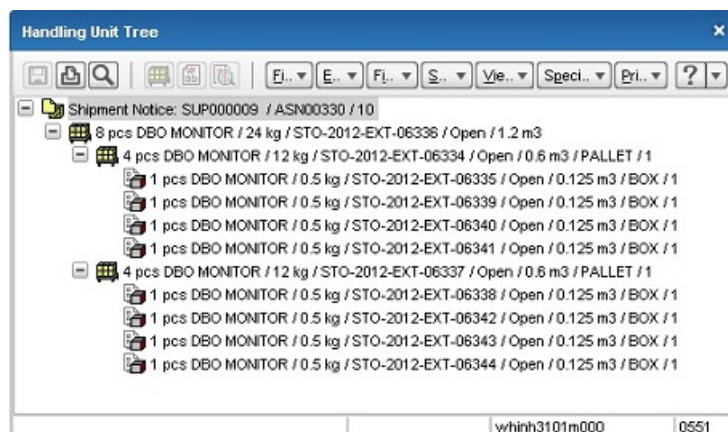 Handling Unit Tree
Fi.. E.. Fi.. S.. Vie.. Speci.. Pri.. ?
Shipment Notice: SUP000009 / ASN00330 / 10
8 pcs DBO MONITOR / 24 kg / STO-2012-EXT-06336 / Open / 1.2 m3
4 pcs DBO MONITOR / 12 kg / STO-2012-EXT-06334 / Open / 0.6 m3 / PALLET / 1
1 pcs DBO MONITOR / 0.5 kg / STO-2012-EXT-06335 / Open / 0.125 m3 / BOX / 1
1 pcs DBO MONITOR / 0.5 kg / STO-2012-EXT-06339 / Open / 0.125 m3 / BOX / 1
1 pcs DBO MONITOR / 0.5 kg / STO-2012-EXT-06340 / Open / 0.125 m3 / BOX / 1
1 pcs DBO MONITOR / 0.5 kg / STO-2012-EXT-06341 / Open / 0.125 m3 / BOX / 1
4 pcs DBO MONITOR / 12 kg / STO-2012-EXT-06337 / Open / 0.6 m3 / PALLET / 1
1 pcs DBO MONITOR / 0.5 kg / STO-2012-EXT-06338 / Open / 0.125 m3 / BOX / 1
1 pcs DBO MONITOR / 0.5 kg / STO-2012-EXT-06342 / Open / 0.125 m3 / BOX / 1
1 pcs DBO MONITOR / 0.5 kg / STO-2012-EXT-06343 / Open / 0.125 m3 / BOX / 1
1 pcs DBO MONITOR / 0.5 kg / STO-2012-EXT-06344 / Open / 0.125 m3 / BOX / 1
whinh3101m000 0551